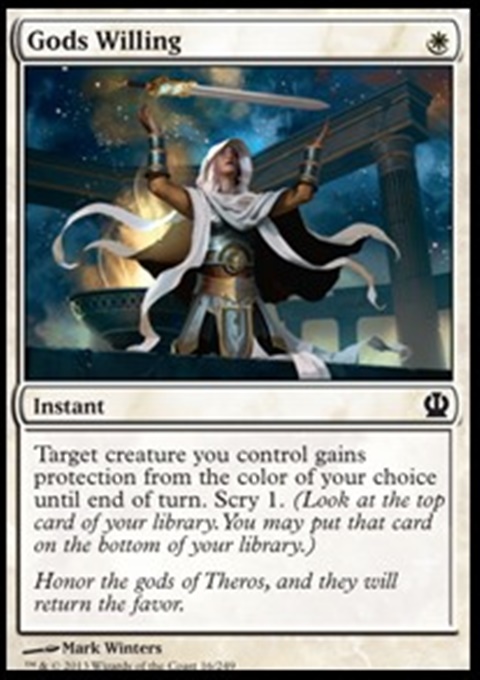 Gods Willing
Instant
Target creature you control gains
protection from the color of your choice
until end of turn. Scry 1. (Look at the top
card of your library. You may put that card
on the bottom of your library.)
Honor the gods of Theros, and they will
return the favor.
Mark Winters
™ & © 2013 Wizards of the Coast 16/249